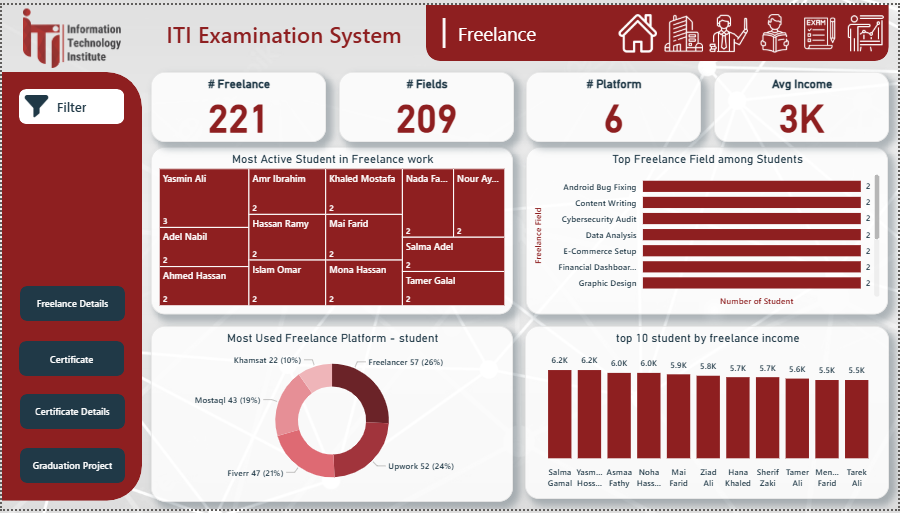 iTi
Information
Technology
Institute
ITI Examination System
Freelance
EXAM
Filter
# Freelance
221
# Fields
209
# Platform
6
Avg Income
3K
Most Active Student in Freelance work
Yasmin Ali
3
Adel Nabil
2
Ahmed Hassan
2
Amr Ibrahim
2
Hassan Ramy
2
Islam Omar
2
Khaled Mostafa
2
Mai Farid
2
Mona Hassan
2
Nada Fa...
2
Nour Ay...
2
Salma Adel
2
Tamer Galal
2
Top Freelance Field among Students
Freelance Field
Android Bug Fixing 2
Content Writing 2
Cybersecurity Audit 2
Data Analysis 2
E-Commerce Setup 2
Financial Dashboar... 2
Graphic Design 2
Number of Student
Freelance Details
Certificate
Certificate Details
Graduation Project
Most Used Freelance Platform - student
Khamsat 22 (10%)
Freelancer 57 (26%)
Mostaql 43 (19%)
Fiverr 47 (21%)
Upwork 52 (24%)
top 10 student by freelance income
6.2K 6.2K 6.0K 6.0K 5.9K 5.8K 5.7K 5.7K 5.6K 5.5K 5.5K
Salma Yasm... Asmaa Noha Mai Ziad Hana Sherif Tamer Men... Tarek
Gamal Hoss... Fathy Hass... Farid Ali Khaled Zaki Ali Farid Ali